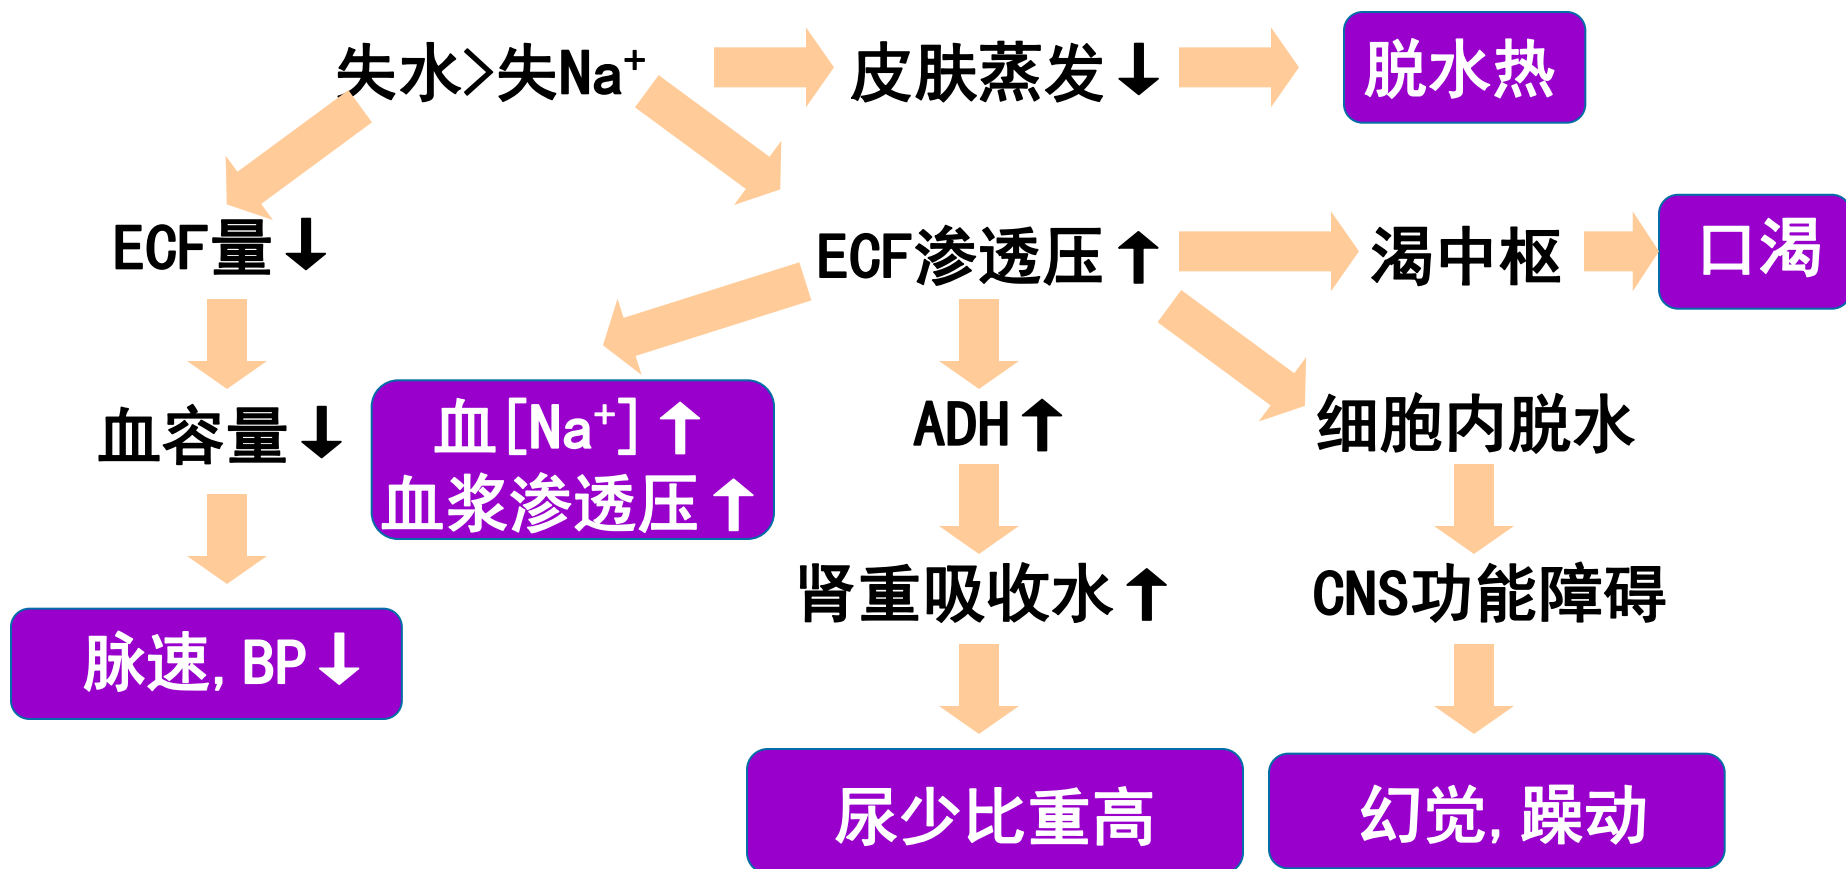 失水>失Na⁺
皮肤蒸发↓
脱水热
ECF量↓
ECF渗透压↑
渴中枢
口渴
血容量↓
血[Na⁺]↑
血浆渗透压↑
ADH↑
细胞内脱水
肾重吸收水↑
CNS功能障碍
脉速,BP↓
尿少比重高
幻觉,躁动